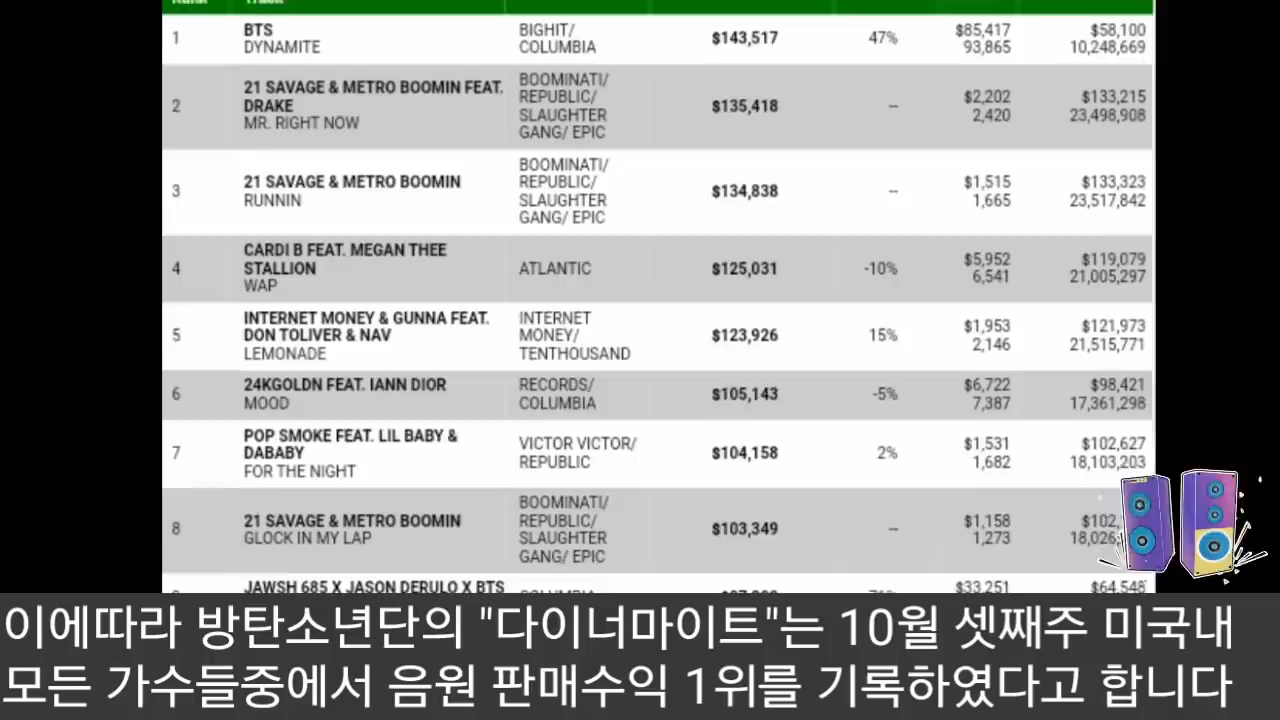 1 BTS DYNAMITE BIGHIT/ COLUMBIA $143,517 47% $85,417 93,865 $58,100 10,248,669
2 21 SAVAGE & METRO BOOMIN FEAT. DRAKE MR. RIGHT NOW BOOMINATI/ REPUBLIC/ SLAUGHTER GANG/ EPIC $135,418 -- $2,202 2,420 $133,215 23,498,908
3 21 SAVAGE & METRO BOOMIN RUNNIN BOOMINATI/ REPUBLIC/ SLAUGHTER GANG/ EPIC $134,838 -- $1,515 1,665 $133,323 23,517,842
4 CARDI B FEAT. MEGAN THEE STALLION WAP ATLANTIC $125,031 -10% $5,952 6,541 $119,079 21,005,297
5 INTERNET MONEY & GUNNA FEAT. DON TOLIVER & NAV LEMONADE INTERNET MONEY/ TENTHOUSAND $123,926 15% $1,953 2,146 $121,973 21,515,771
6 24KGOLDN FEAT. IANN DIOR MOOD RECORDS/ COLUMBIA $105,143 -5% $6,722 7,387 $98,421 17,361,298
7 POP SMOKE FEAT. LIL BABY & DABABY FOR THE NIGHT VICTOR VICTOR/ REPUBLIC $104,158 2% $1,531 1,682 $102,627 18,103,203
8 21 SAVAGE & METRO BOOMIN GLOCK IN MY LAP BOOMINATI/ REPUBLIC/ SLAUGHTER GANG/ EPIC $103,349 -- $1,158 1,273 $102, 18,026,
JAWSH 685 X JASON DERULO X BTS $33,251 $64,548
이에따라 방탄소년단의 "다이너마이트"는 10월 셋째주 미국내
모든 가수들중에서 음원 판매수익 1위를 기록하였다고 합니다